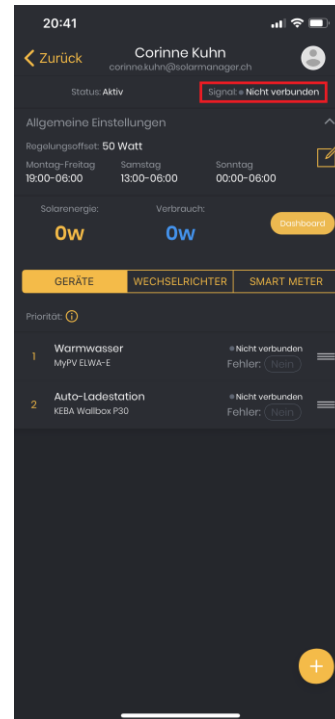 20:41
Zurück
Corinne Kuhn
corinne.kuhn@solarmanager.ch
Status: Aktiv
Signal: Nicht verbunden
Allgemeine Einstellungen
Regelungsoffset: 50 Watt
Montag-Freitag Samstag Sonntag
19:00-06:00 13:00-06:00 00:00-06:00
Solarenergie: Verbrauch:
0w 0w
Dashboard
GERÄTE WECHSELRICHTER SMART METER
Priorität:
1 Warmwasser Nicht verbunden
MyPV ELWA-E Fehler: Nein
2 Auto-Ladestation Nicht verbunden
KEBA Wallbox P30 Fehler: Nein